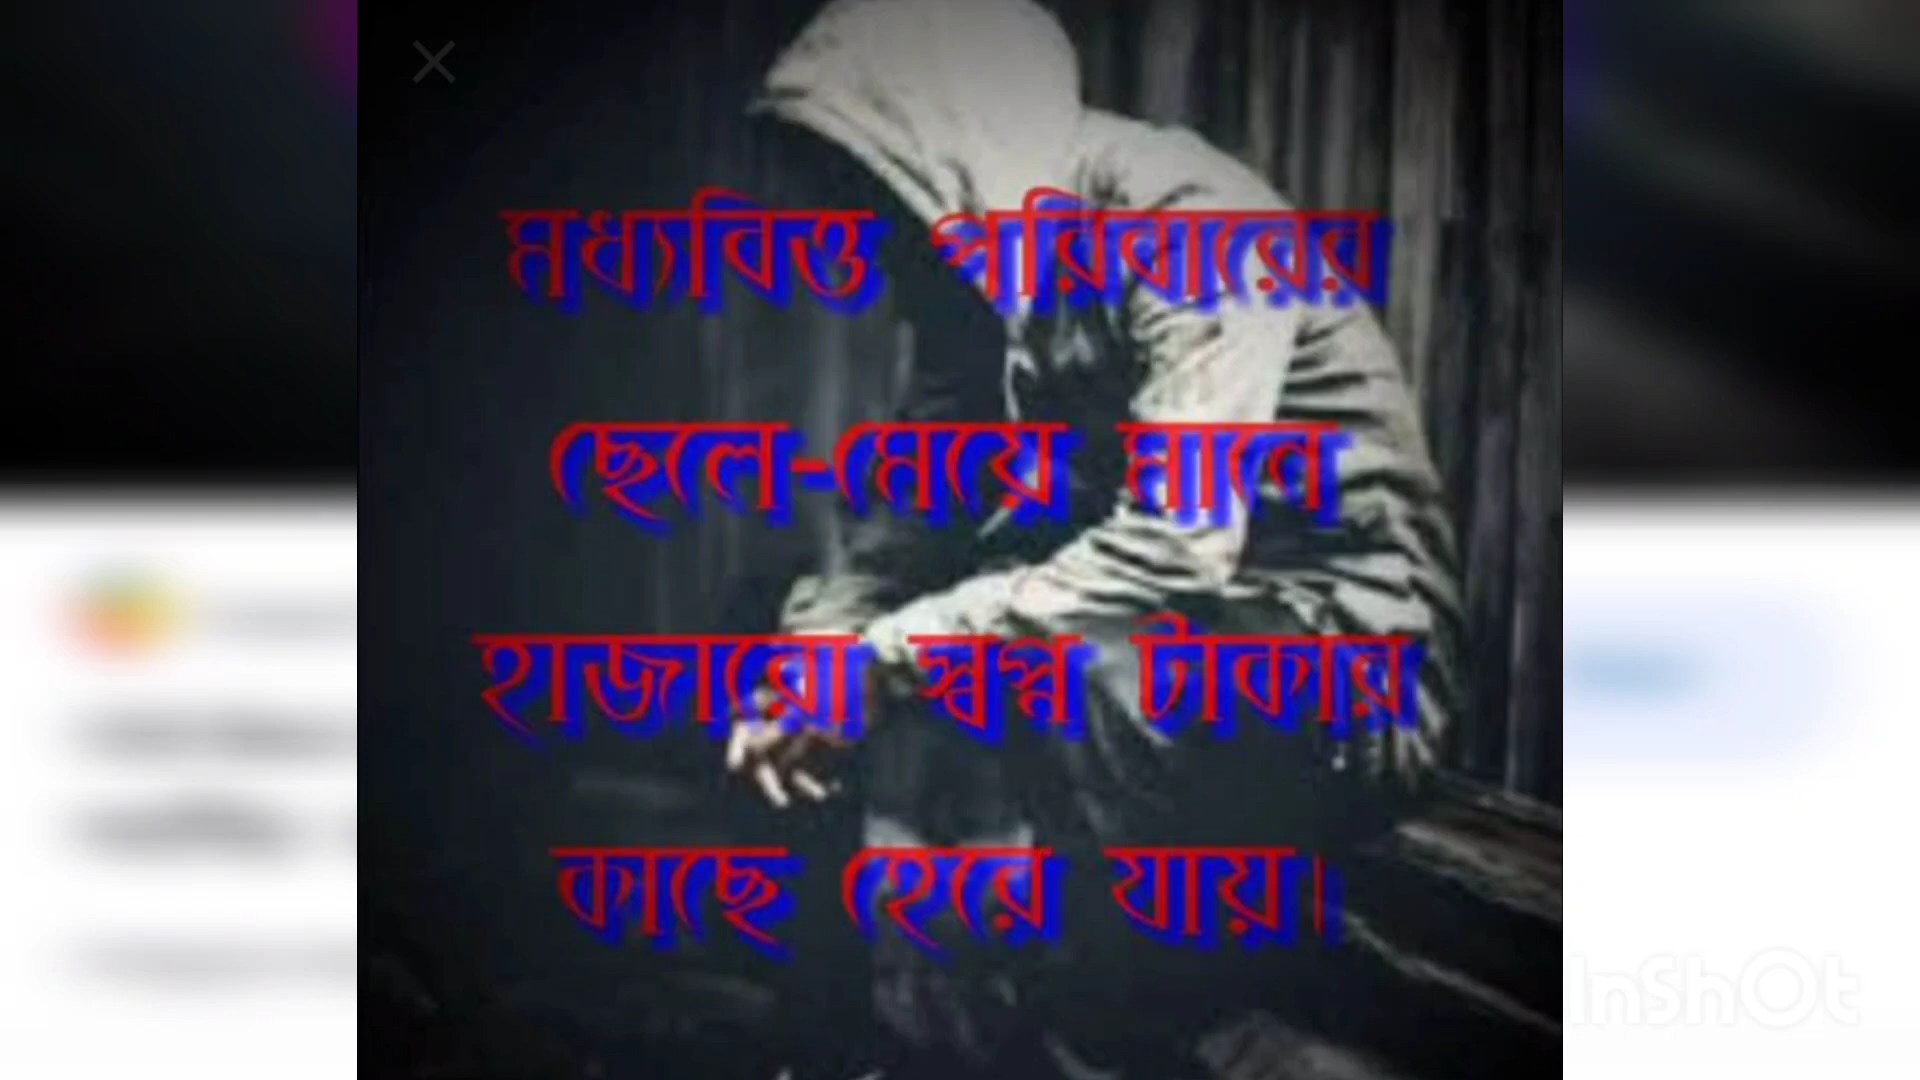 মধ্যবিত্ত পরিবারের
ছেলে-মেয়ে মানে
হাজারো স্বপ্ন টাকার
কাছে হেরে যায়।
InShOt